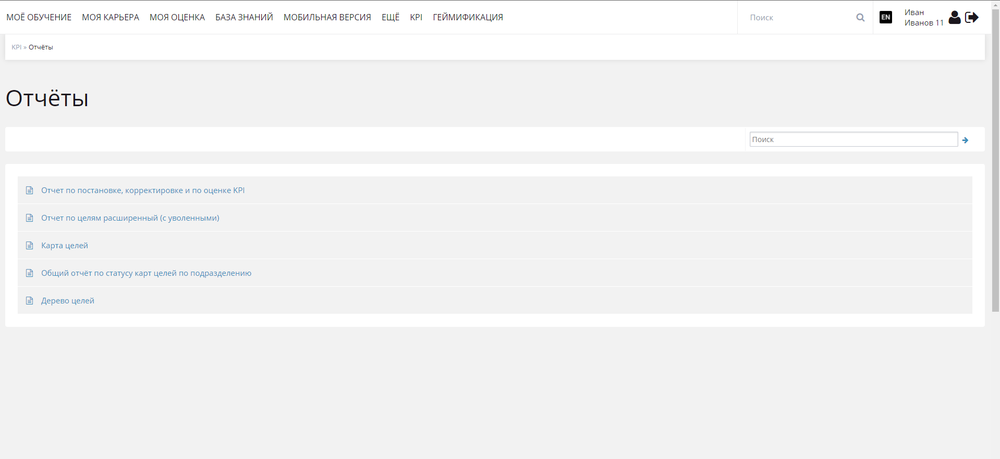 МОЁ ОБУЧЕНИЕ МОЯ КАРЬЕРА МОЯ ОЦЕНКА БАЗА ЗНАНИЙ МОБИЛЬНАЯ ВЕРСИЯ ЕЩЁ KPI ГЕЙМИФИКАЦИЯ
Поиск
EN
Иван
Иванов 11
KPI » Отчёты
Отчёты
Поиск
Отчет по постановке, корректировке и по оценке KPI
Отчет по целям расширенный (с уволенными)
Карта целей
Общий отчёт по статусу карт целей по подразделению
Дерево целей